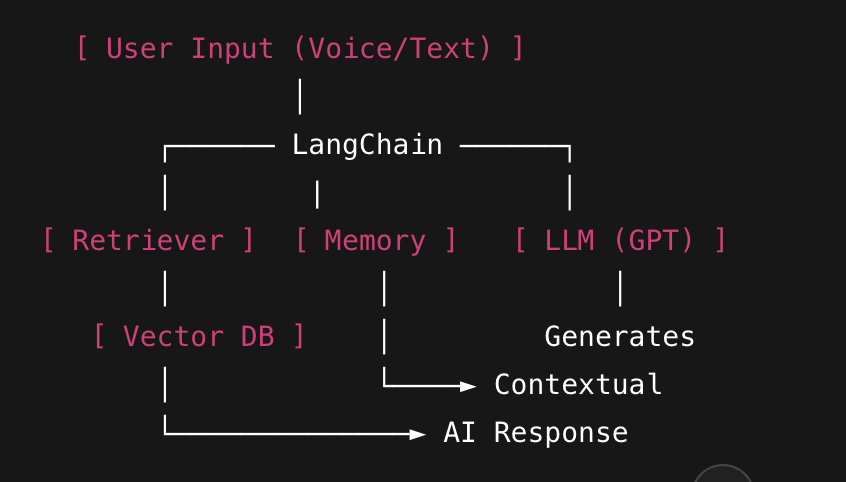 [ User Input (Voice/Text) ]
LangChain
[ Retriever ] [ Memory ] [ LLM (GPT) ]
[ Vector DB ] Generates
Contextual
AI Response